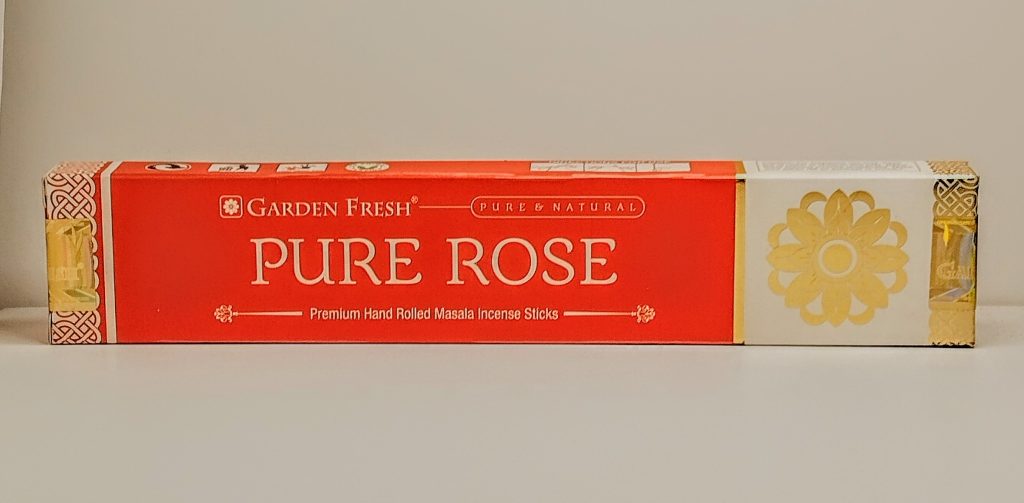 GARDEN FRESH® PURE & NATURAL
PURE ROSE
Premium Hand Rolled Masala Incense Sticks